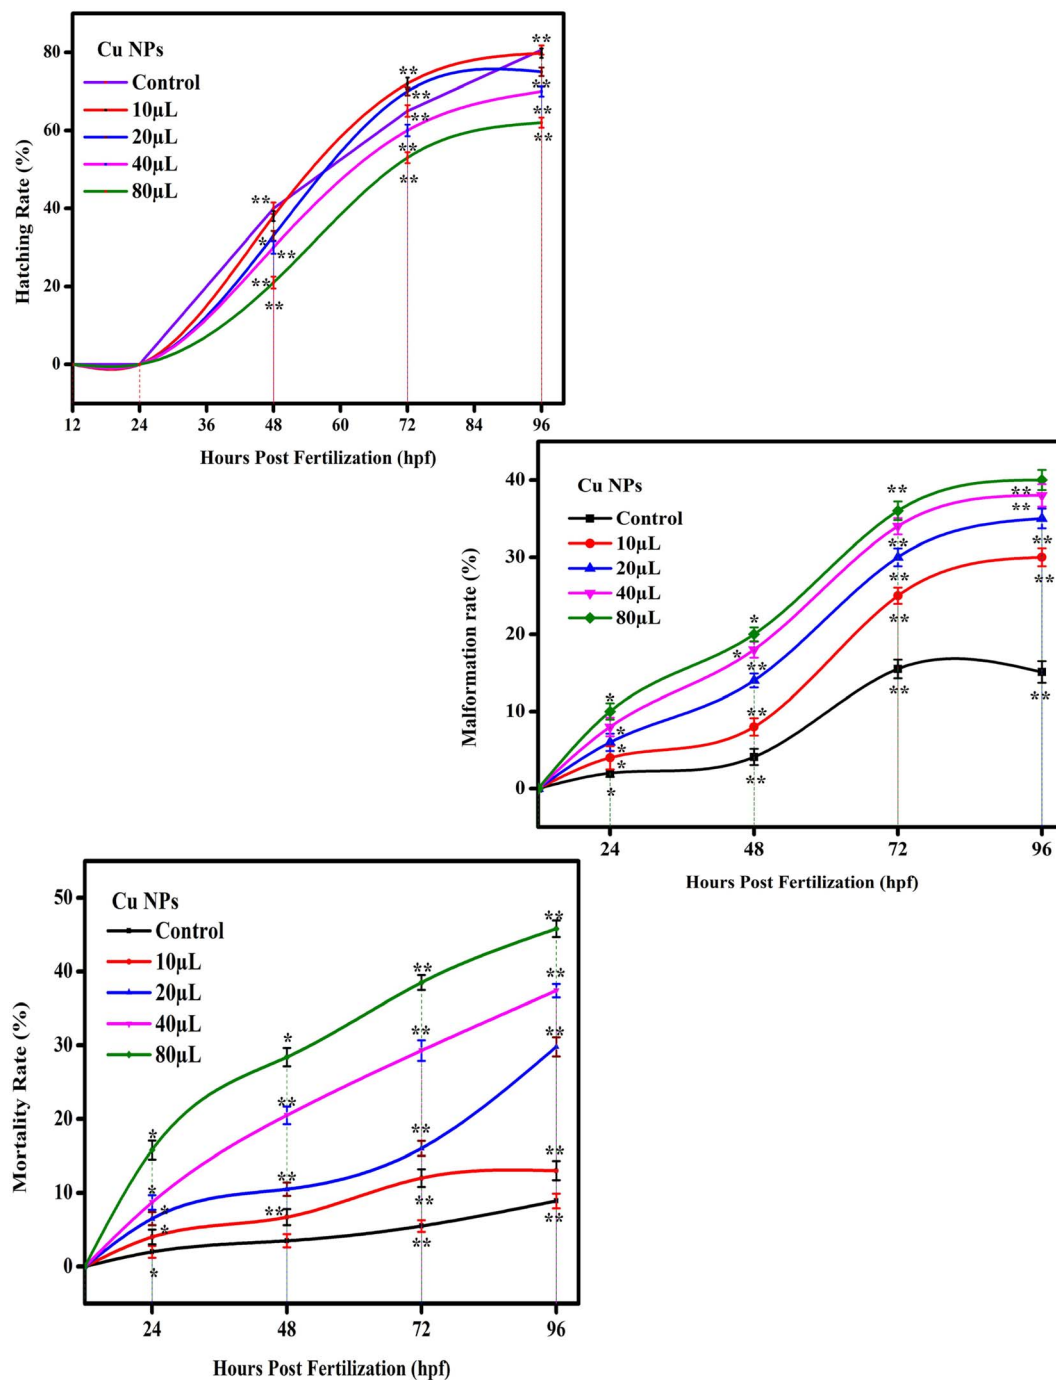 Cu NPs
Control
10µL
20µL
40µL
80µL
Hatching Rate (%)
80
60
40
20
0
12 24 36 48 60 72 84 96
Hours Post Fertilization (hpf)
** ** ** ** ** ** ** ** ** * ** ** **
Cu NPs
Control
10µL
20µL
40µL
80µL
Malformation rate (%)
40
30
20
10
0
24 48 72 96
Hours Post Fertilization (hpf)
** ** ** ** ** ** ** ** ** * * ** ** ** * * * * *
Cu NPs
Control
10µL
20µL
40µL
80µL
Mortality Rate (%)
50
40
30
20
10
0
24 48 72 96
Hours Post Fertilization (hpf)
** ** ** ** ** ** ** ** ** ** * ** ** ** * * * * *